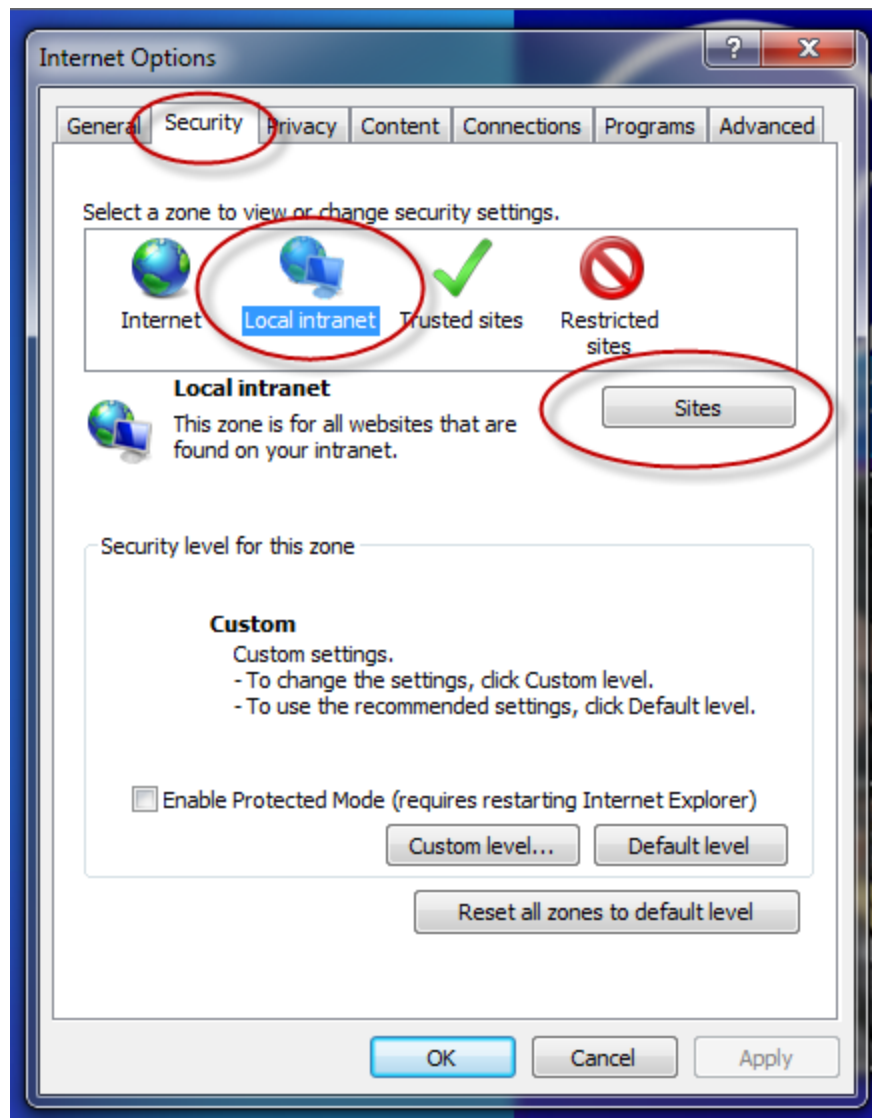 Internet Options
?
X
General Security Privacy Content Connections Programs Advanced
Select a zone to view or change security settings.
Internet Local intranet Trusted sites Restricted
sites
Local intranet
Sites
This zone is for all websites that are
found on your intranet.
Security level for this zone
Custom
Custom settings.
- To change the settings, click Custom level.
- To use the recommended settings, click Default level.
Enable Protected Mode (requires restarting Internet Explorer)
Custom level... Default level
Reset all zones to default level
OK Cancel Apply